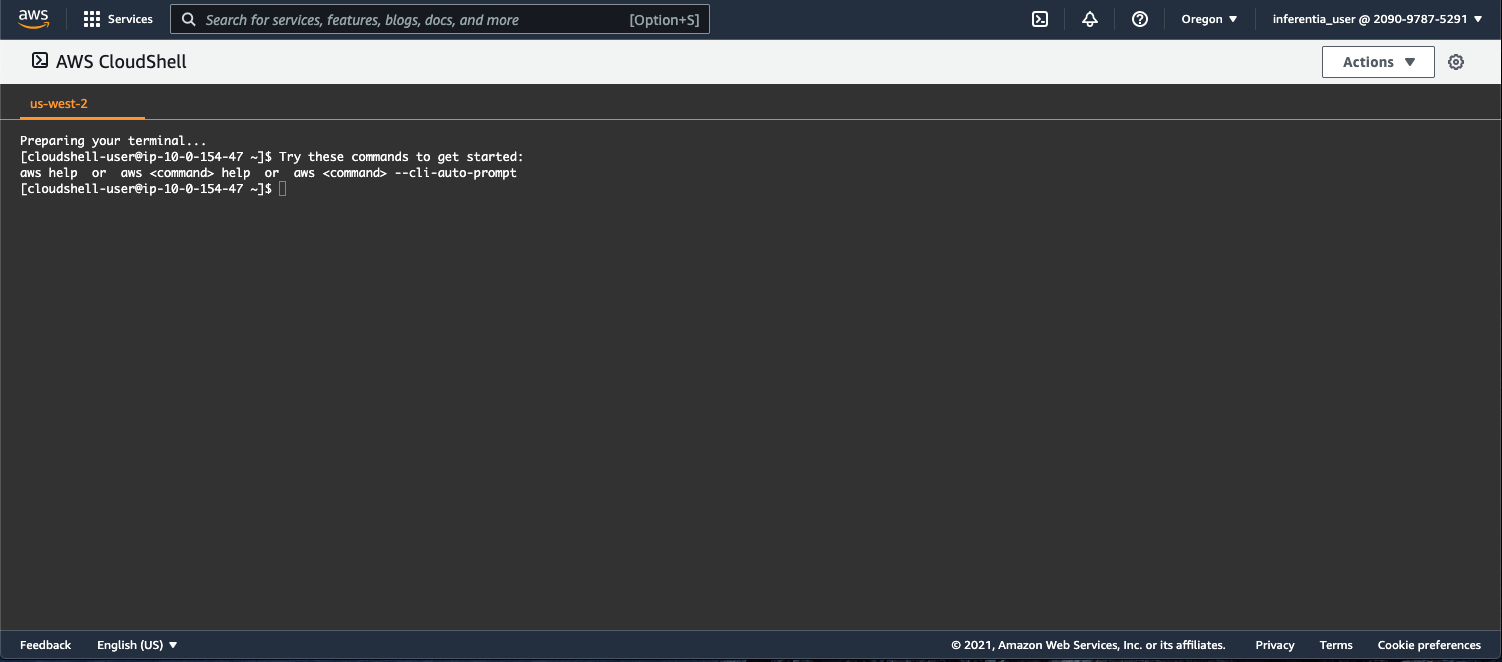 aws Services Search for services, features, blogs, docs, and more [Option+S] Oregon ▼ inferentia_user @ 2090-9787-5291 ▼
AWS CloudShell Actions ▼
us-west-2
Preparing your terminal...
[cloudshell-user@ip-10-0-154-47 ~]$ Try these commands to get started:
aws help  or  aws <command> help  or  aws <command> --cli-auto-prompt
[cloudshell-user@ip-10-0-154-47 ~]$
Feedback English (US) ▼ © 2021, Amazon Web Services, Inc. or its affiliates. Privacy Terms Cookie preferences